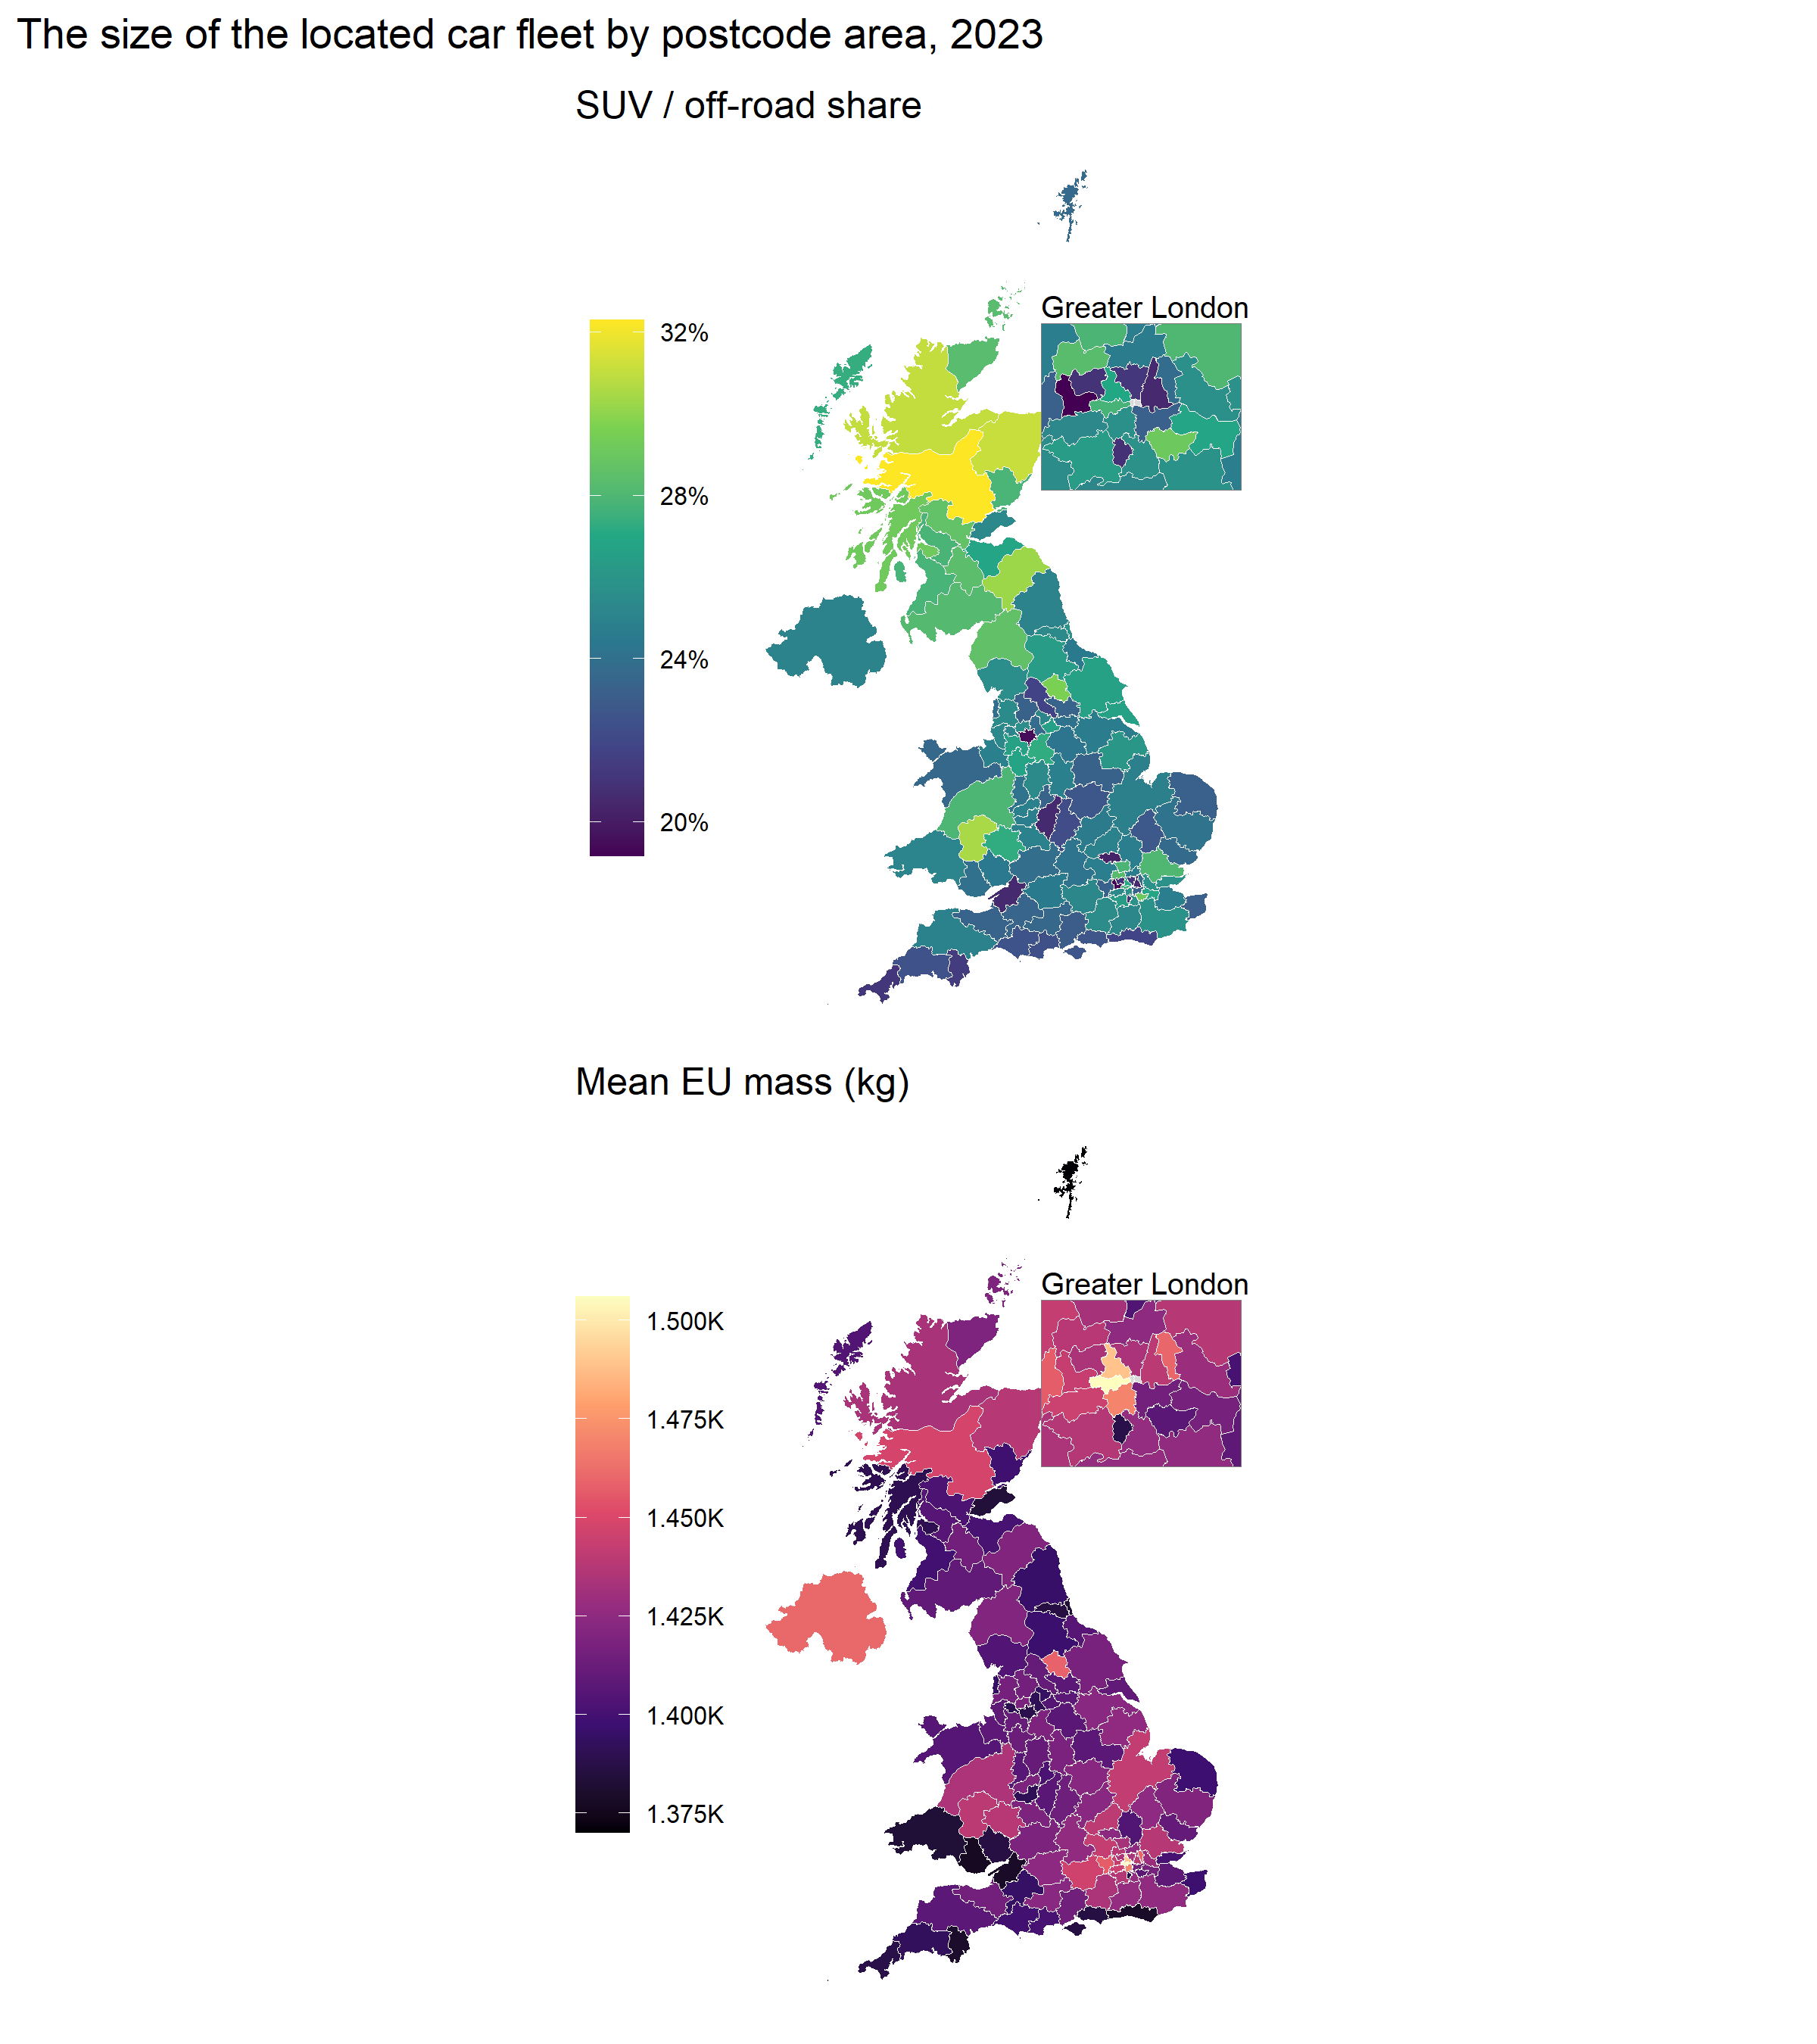 The size of the located car fleet by postcode area, 2023
SUV / off-road share
Greater London
32%
28%
24%
20%
Mean EU mass (kg)
Greater London
1.500K
1.475K
1.450K
1.425K
1.400K
1.375K